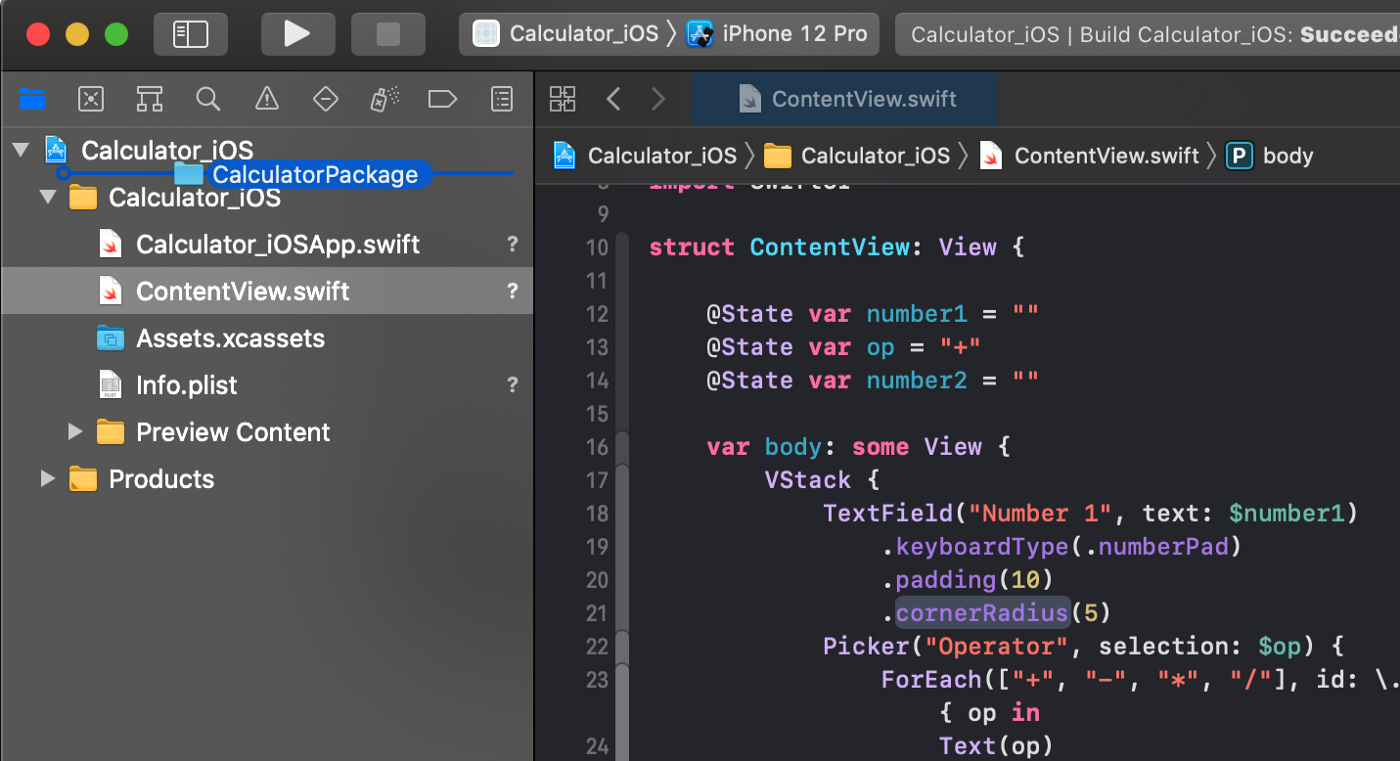 Calculator_iOS 〉 iPhone 12 Pro
Calculator_iOS | Build Calculator_iOS: Succeed
ContentView.swift
Calculator_iOS 〉 Calculator_iOS 〉 ContentView.swift 〉 P body
Calculator_iOS
CalculatorPackage
Calculator_iOS
Calculator_iOSApp.swift ?
ContentView.swift ?
Assets.xcassets
Info.plist ?
Preview Content
Products
9
10 struct ContentView: View {
11
12 @State var number1 = ""
13 @State var op = "+"
14 @State var number2 = ""
15
16 var body: some View {
17 VStack {
18 TextField("Number 1", text: $number1)
19 .keyboardType(.numberPad)
20 .padding(10)
21 .cornerRadius(5)
22 Picker("Operator", selection: $op) {
23 ForEach(["+", "-", "*", "/"], id: \.
{ op in
24 Text(op)